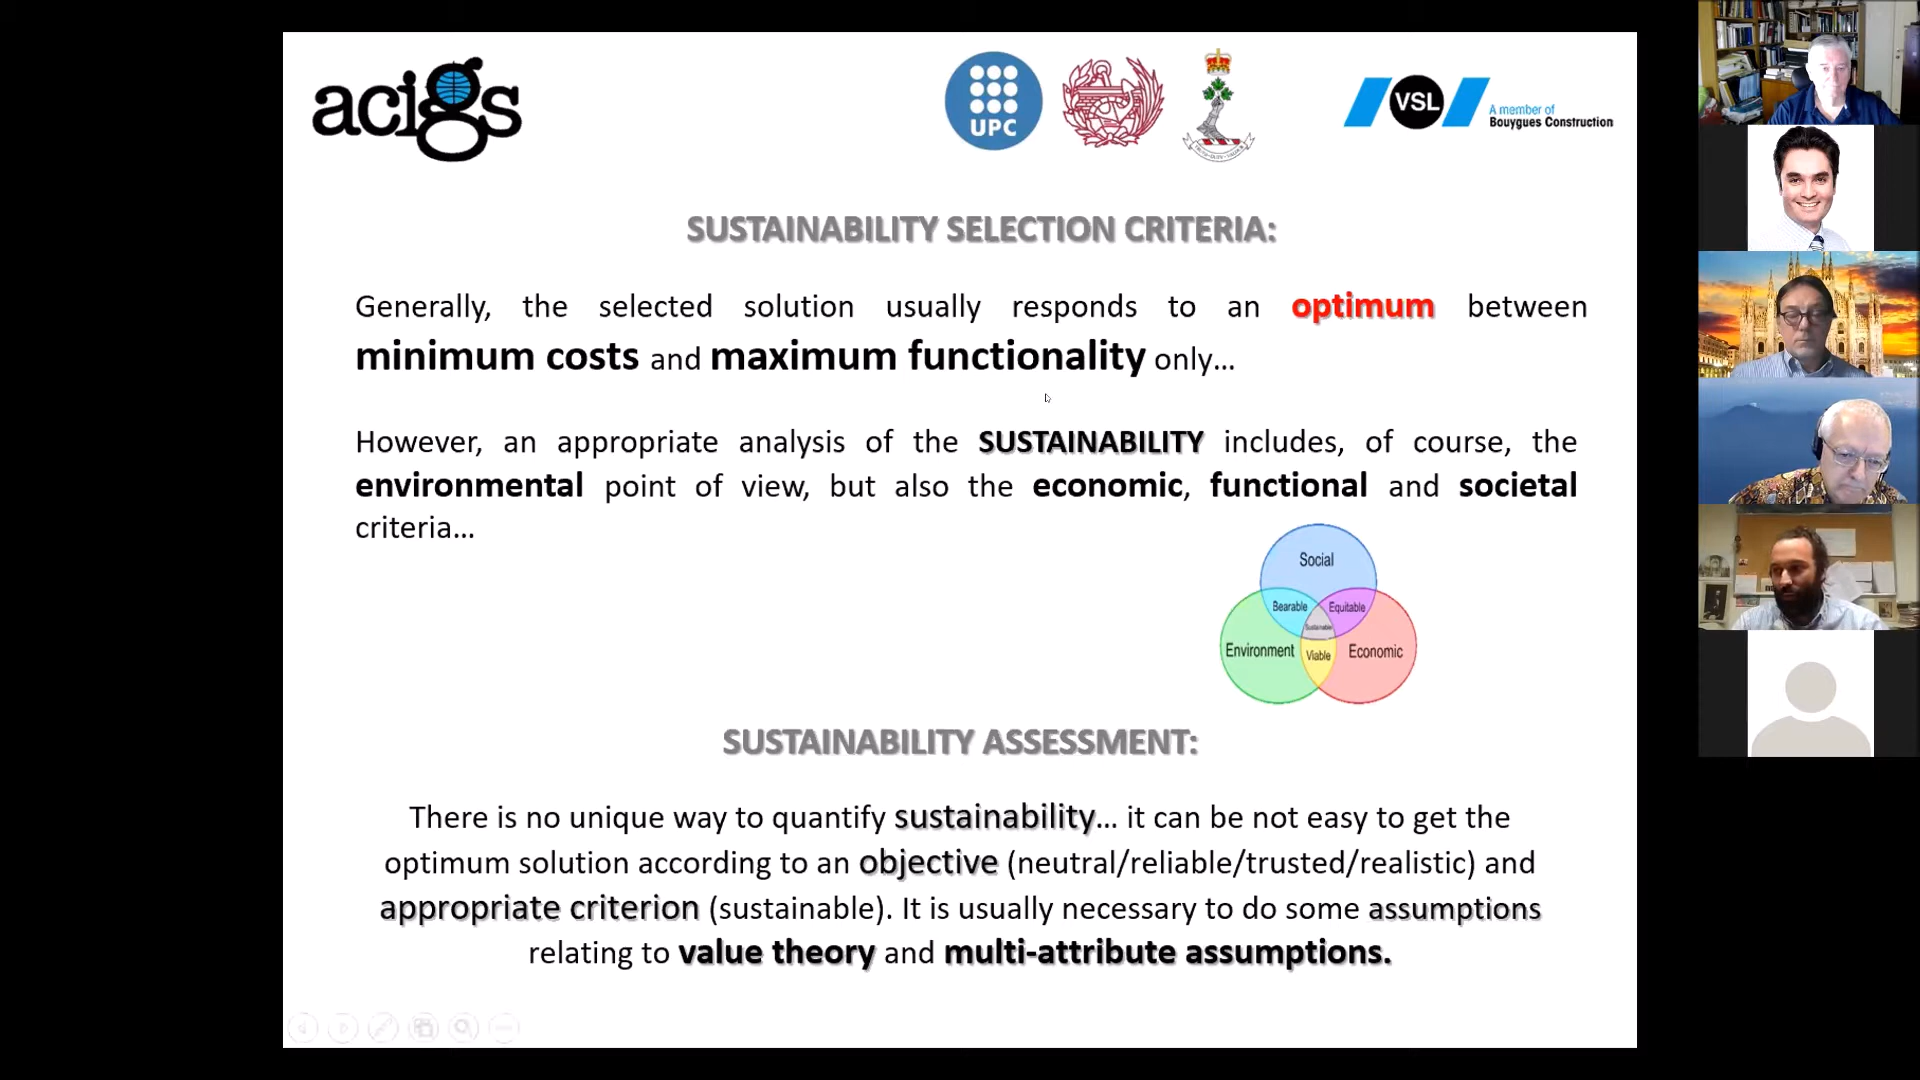 acigs
UPC
VSL
A member of
Bouygues Construction
SUSTAINABILITY SELECTION CRITERIA:
Generally, the selected solution usually responds to an optimum between
minimum costs and maximum functionality only...
However, an appropriate analysis of the SUSTAINABILITY includes, of course, the
environmental point of view, but also the economic, functional and societal
criteria...
Social
Bearable
Equitable
Sustainable
Environment
Viable
Economic
SUSTAINABILITY ASSESSMENT:
There is no unique way to quantify sustainability... it can be not easy to get the
optimum solution according to an objective (neutral/reliable/trusted/realistic) and
appropriate criterion (sustainable). It is usually necessary to do some assumptions
relating to value theory and multi-attribute assumptions.